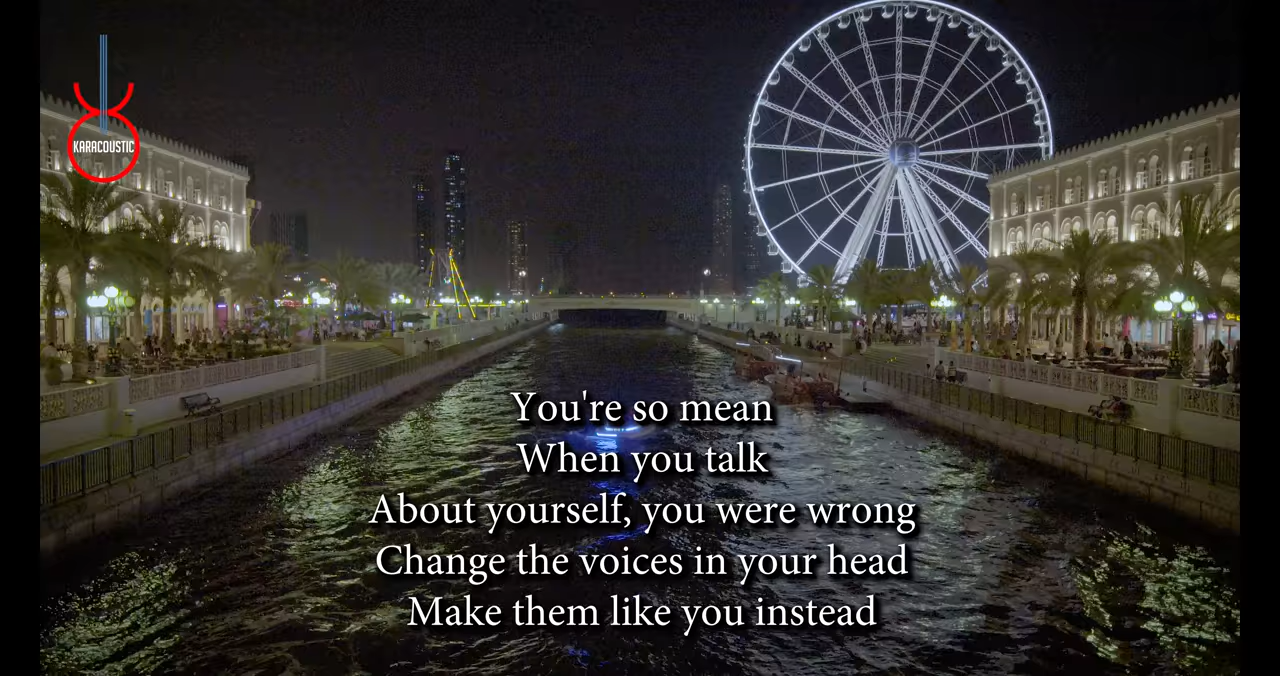 KARACOUSTIC
You're so mean
When you talk
About yourself, you were wrong
Change the voices in your head
Make them like you instead